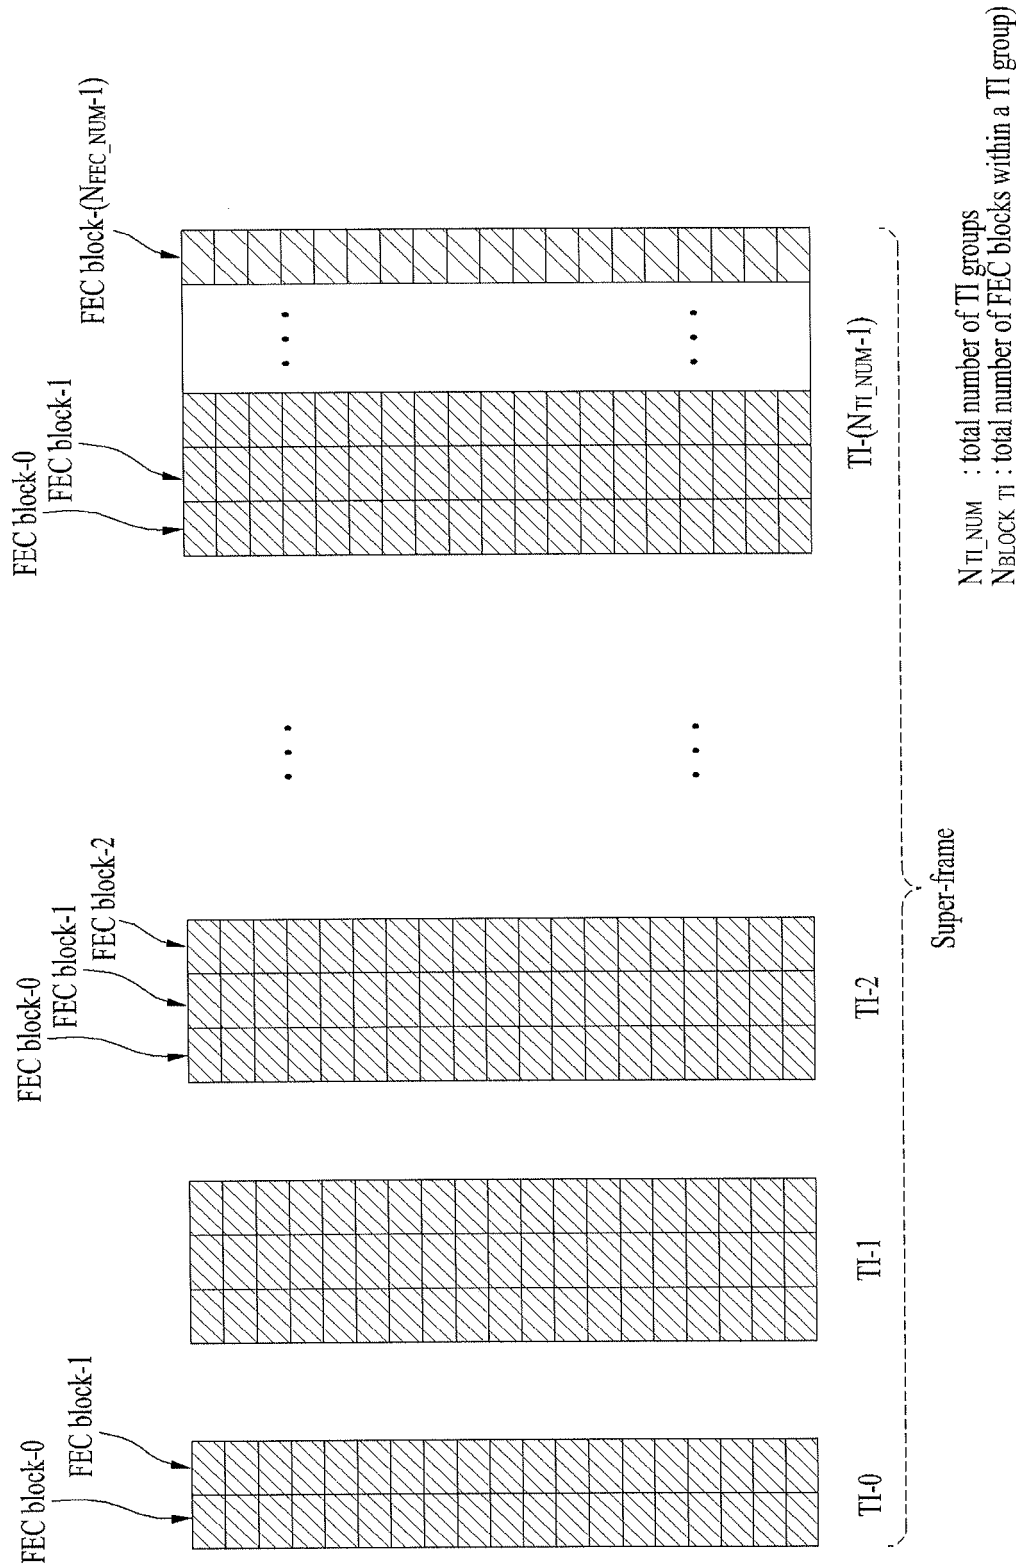 FEC block-0
FEC block-1
FEC block-0
FEC block-1
FEC block-2
FEC block-0
FEC block-1
FEC block-(NFEC_NUM-1)
TI-0
TI-1
TI-2
TI-(NTI_NUM-1)
Super-frame
NTI_NUM : total number of TI groups
NBLOCK_TI : total number of FEC blocks within a TI group)